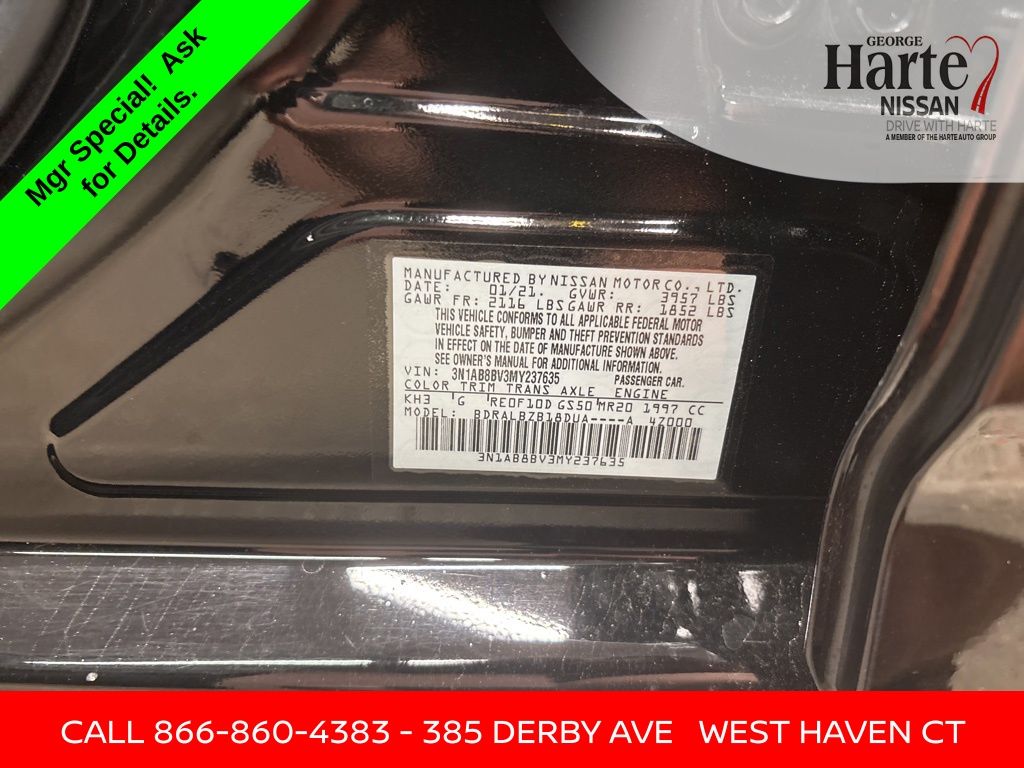 Mgr Special! Ask
for Details.
GEORGE
Harte
NISSAN
DRIVE WITH HARTE
A MEMBER OF THE HARTE AUTO GROUP
MANUFACTURED BY NISSAN MOTOR CO., LTD.
DATE: 01/21. GVWR: 3957 LBS
GAWR FR: 2116 LBS GAWR RR: 1852 LBS
THIS VEHICLE CONFORMS TO ALL APPLICABLE FEDERAL MOTOR
VEHICLE SAFETY, BUMPER AND THEFT PREVENTION STANDARDS
IN EFFECT ON THE DATE OF MANUFACTURE SHOWN ABOVE.
SEE OWNER'S MANUAL FOR ADDITIONAL INFORMATION.
VIN: 3N1AB8BV3MY237635 PASSENGER CAR.
COLOR TRIM TRANS AXLE ENGINE
KH3 'G 'RE0F10D GS50'MR20 1997 CC
MODEL: BDRALBZB18DUA----A 47000
3N1AB8BV3MY237635
CALL 866-860-4383 - 385 DERBY AVE WEST HAVEN CT